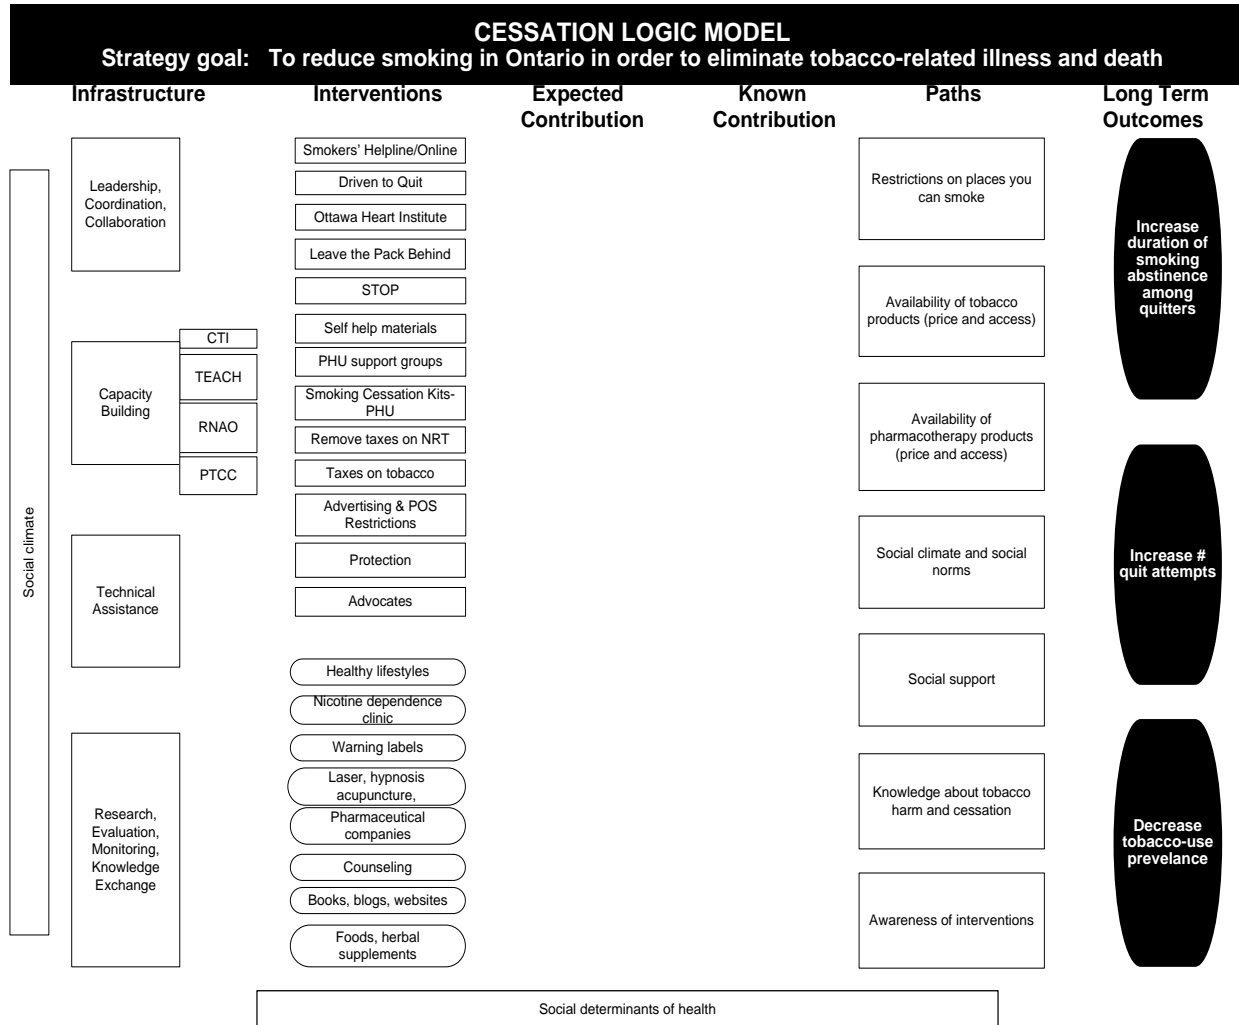 CESSATION LOGIC MODEL
Strategy goal: To reduce smoking in Ontario in order to eliminate tobacco-related illness and death
Infrastructure
Interventions
Expected
Contribution
Known
Contribution
Paths
Long Term
Outcomes
Social climate
Leadership,
Coordination,
Collaboration
Capacity
Building
CTI
TEACH
RNAO
PTCC
Technical
Assistance
Research,
Evaluation,
Monitoring,
Knowledge
Exchange
Smokers' Helpline/Online
Driven to Quit
Ottawa Heart Institute
Leave the Pack Behind
STOP
Self help materials
PHU support groups
Smoking Cessation Kits-
PHU
Remove taxes on NRT
Taxes on tobacco
Advertising & POS
Restrictions
Protection
Advocates
Healthy lifestyles
Nicotine dependence
clinic
Warning labels
Laser, hypnosis
acupuncture,
Pharmaceutical
companies
Counseling
Books, blogs, websites
Foods, herbal
supplements
Restrictions on places you
can smoke
Availability of tobacco
products (price and access)
Availability of
pharmacotherapy products
(price and access)
Social climate and social
norms
Social support
Knowledge about tobacco
harm and cessation
Awareness of interventions
Increase
duration of
smoking
abstinence
among
quitters
Increase #
quit attempts
Decrease
tobacco-use
prevelance
Social determinants of health